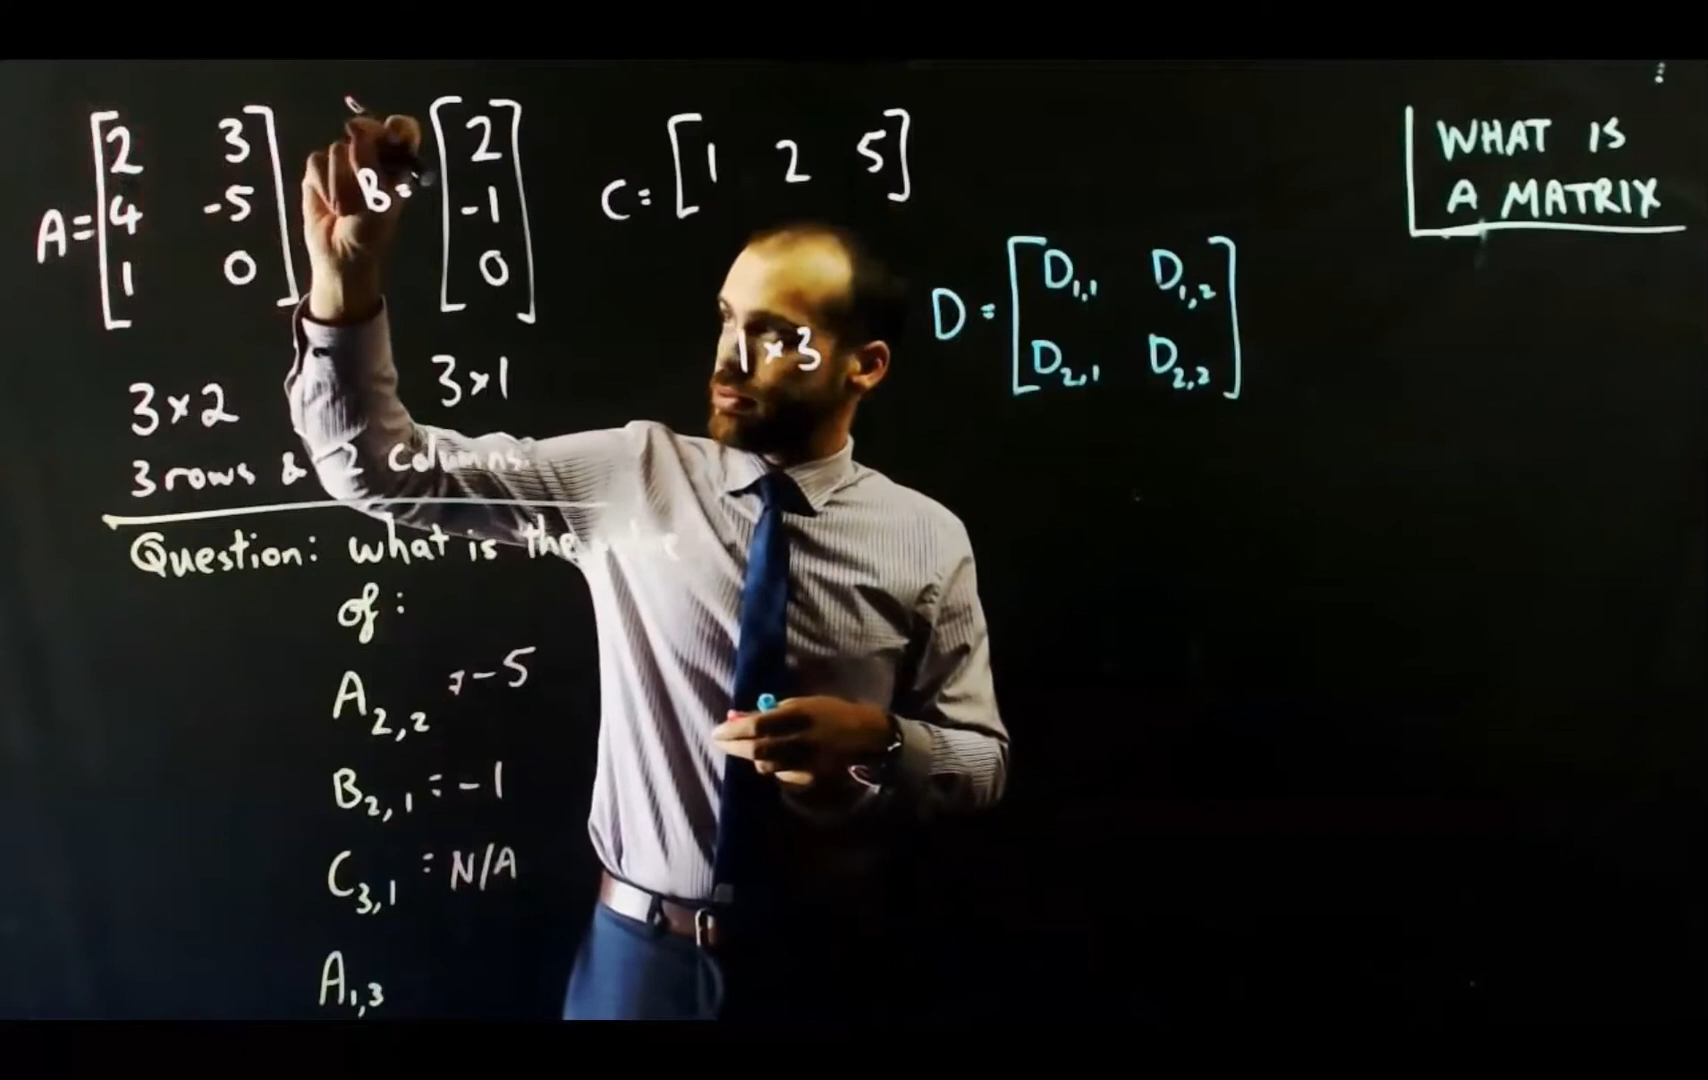 A = [2 3
4 -5
1 0]
3×2
3 rows & 2 columns
B = [2
-1
0]
3×1
C = [1 2 5]
1×3
D = [D1,1 D1,2
D2,1 D2,2]
WHAT IS
A MATRIX
Question: what is the
of:
A2,2 = -5
B2,1 = -1
C3,1 = N/A
A1,3